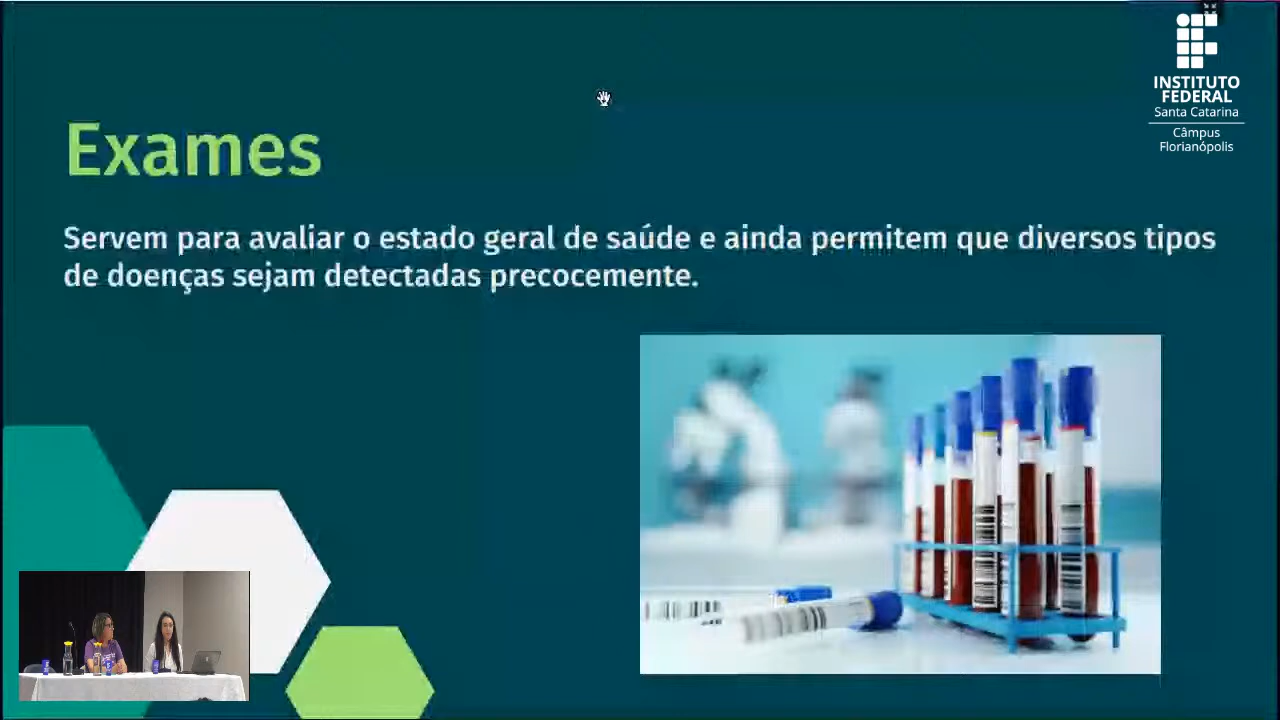 INSTITUTO
FEDERAL
Santa Catarina
Câmpus
Florianópolis
Exames
Servem para avaliar o estado geral de saúde e ainda permitem que diversos tipos
de doenças sejam detectadas precocemente.